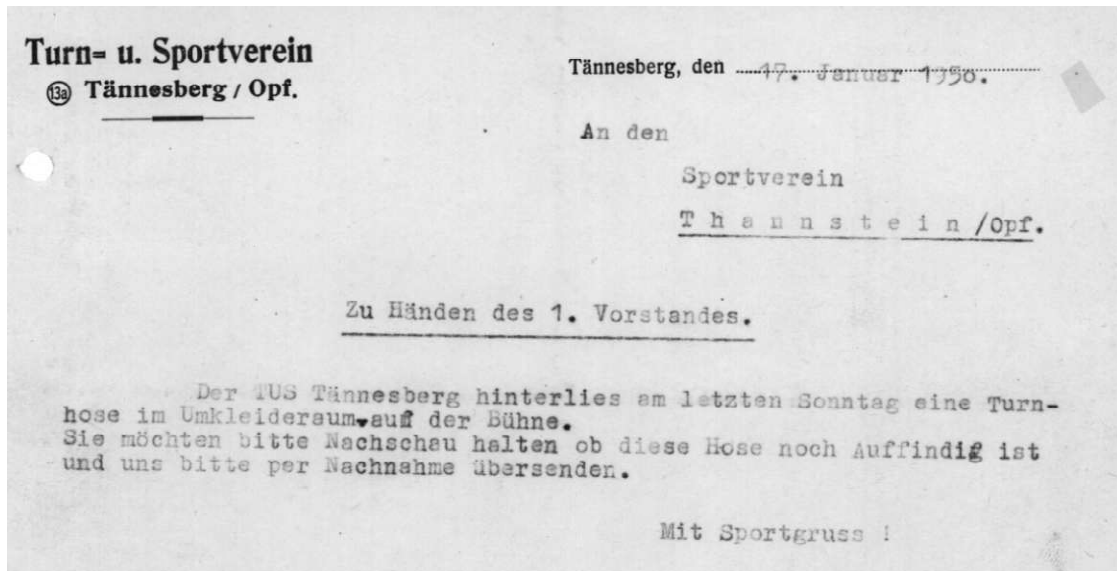 Turn- u. Sportverein
13a Tännesberg / Opf.
Tännesberg, den 17. Januar 1950.
An den
Sportverein
Thannstein/Opf.
Zu Händen des 1. Vorstandes.
Der TUS Tännesberg hinterlies am letzten Sonntag eine Turn-
hose im Umkleideraum auf der Bühne.
Sie möchten bitte Nachschau halten ob diese Hose noch Auffindig ist
und uns bitte per Nachnahme übersenden.
Mit Sportgruss !